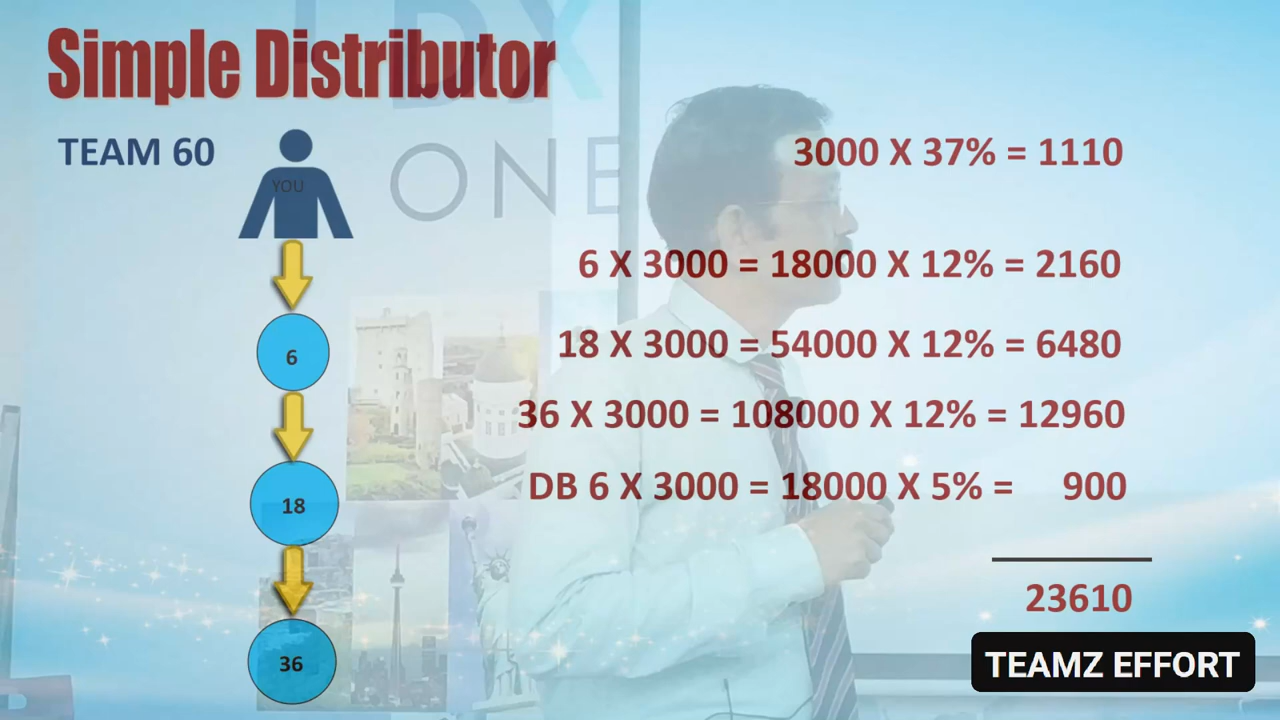 Simple Distributor
TEAM 60
YOU
3000 X 37% = 1110
ONE
6 X 3000 = 18000 X 12% = 2160
6
18 X 3000 = 54000 X 12% = 6480
36 X 3000 = 108000 X 12% = 12960
18
DB 6 X 3000 = 18000 X 5% = 900
23610
36
TEAMZ EFFORT